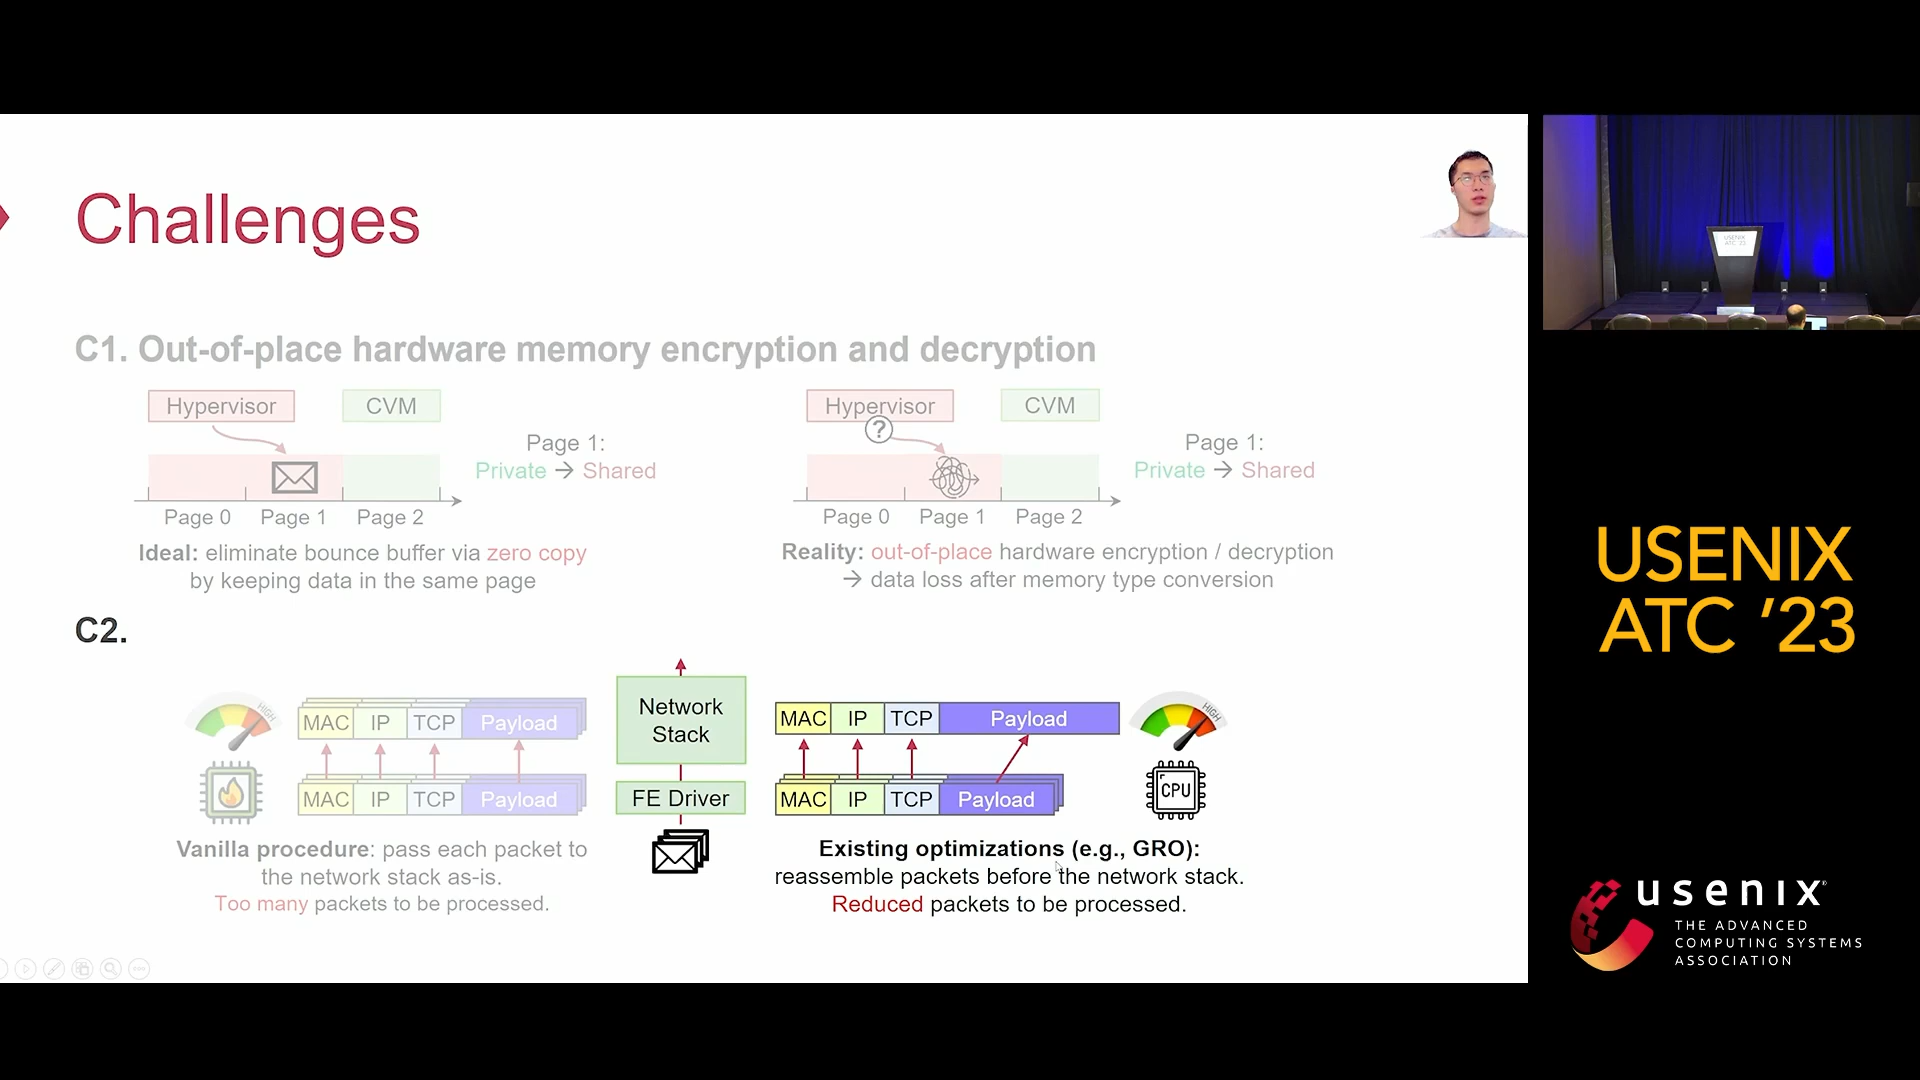 Challenges
C1. Out-of-place hardware memory encryption and decryption
Hypervisor
CVM
Page 1:
Private → Shared
Page 0
Page 1
Page 2
Ideal: eliminate bounce buffer via zero copy
by keeping data in the same page
Hypervisor
CVM
?
Page 1:
Private → Shared
Page 0
Page 1
Page 2
Reality: out-of-place hardware encryption / decryption
→ data loss after memory type conversion
C2.
HIGH
MAC IP TCP Payload
MAC IP TCP Payload
Vanilla procedure: pass each packet to
the network stack as-is.
Too many packets to be processed.
Network
Stack
FE Driver
MAC IP TCP Payload
MAC IP TCP Payload
HIGH
CPU
Existing optimizations (e.g., GRO):
reassemble packets before the network stack.
Reduced packets to be processed.
USENIX
ATC '23
USENIX
ATC '23
usenix
THE ADVANCED
COMPUTING SYSTEMS
ASSOCIATION